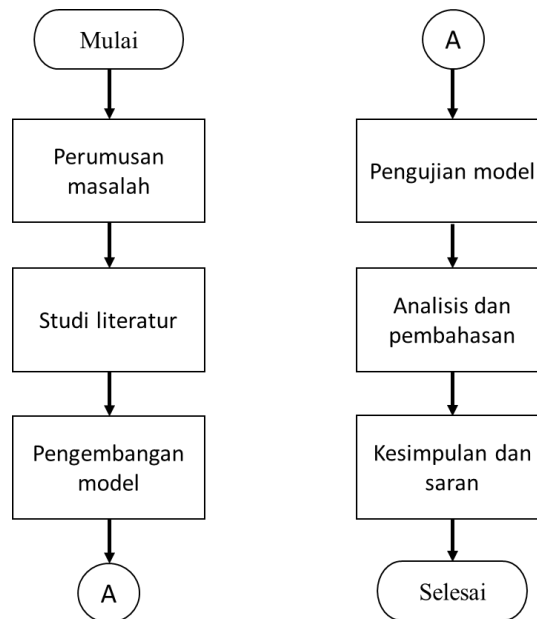 Mulai
Perumusan
masalah
Studi literatur
Pengembangan
model
A
A
Pengujian model
Analisis dan
pembahasan
Kesimpulan dan
saran
Selesai